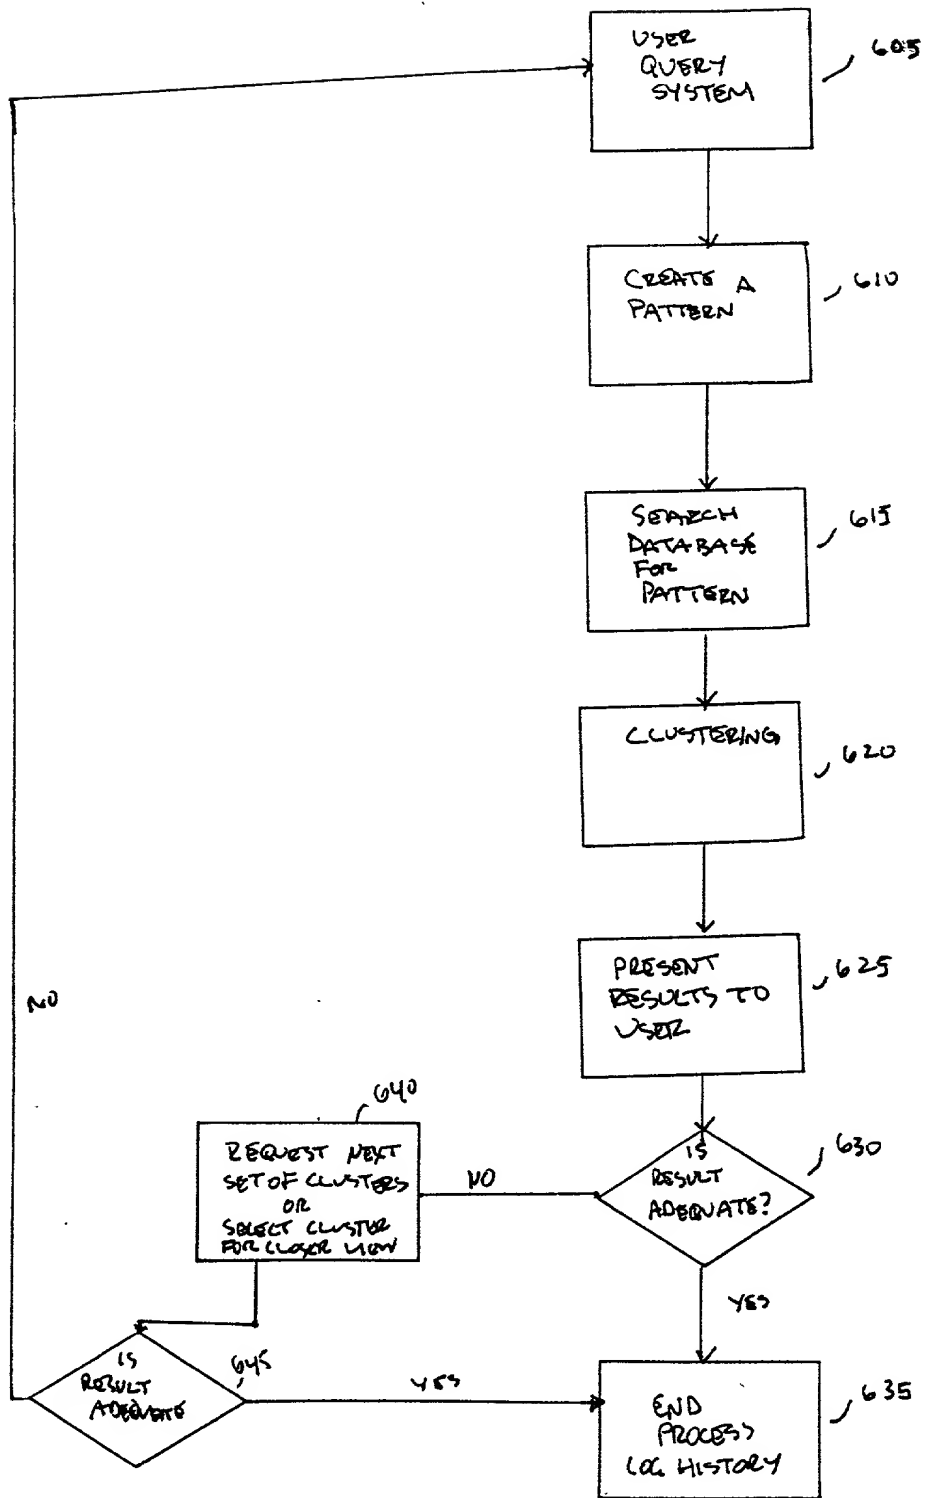 USER
QUERY
SYSTEM
605
CREATE A
PATTERN
610
SEARCH
DATABASE
FOR
PATTERN
615
CLUSTERING
620
PRESENT
RESULTS TO
USER
625
IS
RESULT
ADEQUATE?
630
NO
YES
640
REQUEST NEXT
SET OF CLUSTERS
OR
SELECT CLUSTER
FOR CLOSER VIEW
IS
RESULT
ADEQUATE
645
NO
YES
END
PROCESS
LOG HISTORY
635